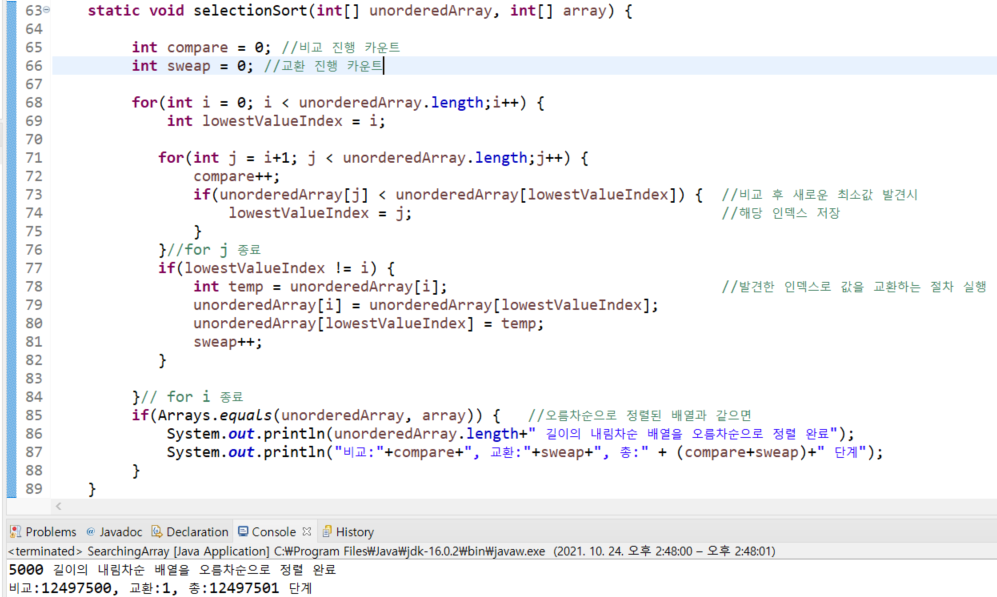 63 static void selectionSort(int[] unorderedArray, int[] array) {
64
65 int compare = 0; //비교 진행 카운트
66 int sweap = 0; //교환 진행 카운트
67
68 for(int i = 0; i < unorderedArray.length;i++) {
69 int lowestValueIndex = i;
70
71 for(int j = i+1; j < unorderedArray.length;j++) {
72 compare++;
73 if(unorderedArray[j] < unorderedArray[lowestValueIndex]) { //비교 후 새로운 최소값 발견시
74 lowestValueIndex = j; //해당 인덱스 저장
75 }
76 }//for j 종료
77 if(lowestValueIndex != i) {
78 int temp = unorderedArray[i]; //발견한 인덱스로 값을 교환하는 절차 실행
79 unorderedArray[i] = unorderedArray[lowestValueIndex];
80 unorderedArray[lowestValueIndex] = temp;
81 sweap++;
82 }
83
84 }// for i 종료
85 if(Arrays.equals(unorderedArray, array)) { //오름차순으로 정렬된 배열과 같으면
86 System.out.println(unorderedArray.length+" 길이의 내림차순 배열을 오름차순으로 정렬 완료");
87 System.out.println("비교:"+compare+", 교환:"+sweap+", 총:" + (compare+sweap)+" 단계");
88 }
89 }
Problems Javadoc Declaration Console History
<terminated> SearchingArray [Java Application] C:₩Program Files₩Java₩jdk-16.0.2₩bin₩javaw.exe (2021. 10. 24. 오후 2:48:00 – 오후 2:48:01)
5000 길이의 내림차순 배열을 오름차순으로 정렬 완료
비교:12497500, 교환:1, 총:12497501 단계